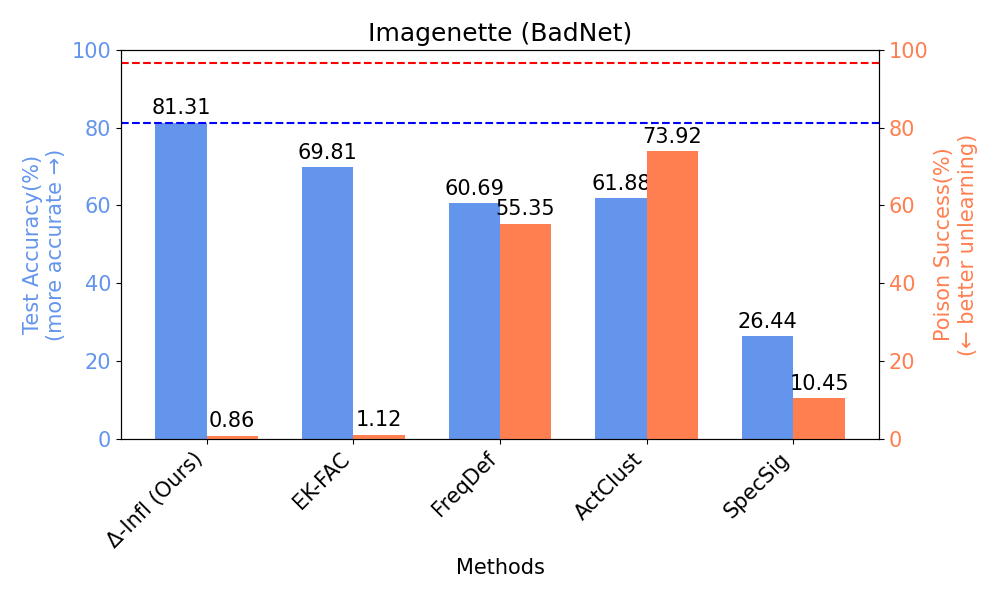 Imagenette (BadNet)
Test Accuracy(%)
(more accurate →)
100
80
60
40
20
0
81.31
0.86
69.81
1.12
60.69
55.35
61.88
73.92
26.44
10.45
100
80
60
40
20
0
Poison Success(%)
(← better unlearning)
Δ-Infl (Ours)
EK-FAC
FreqDef
ActClust
SpecSig
Methods